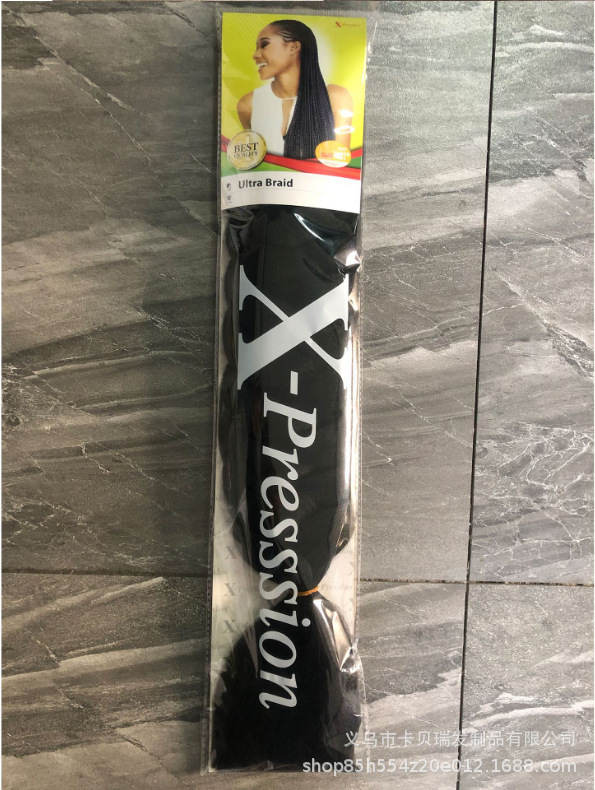 X-Pression
BEST
QUALITY
Ultra Braid
X-Presssion
义乌市卡贝瑞发制品有限公司
shop85h554z20e012.1688.com